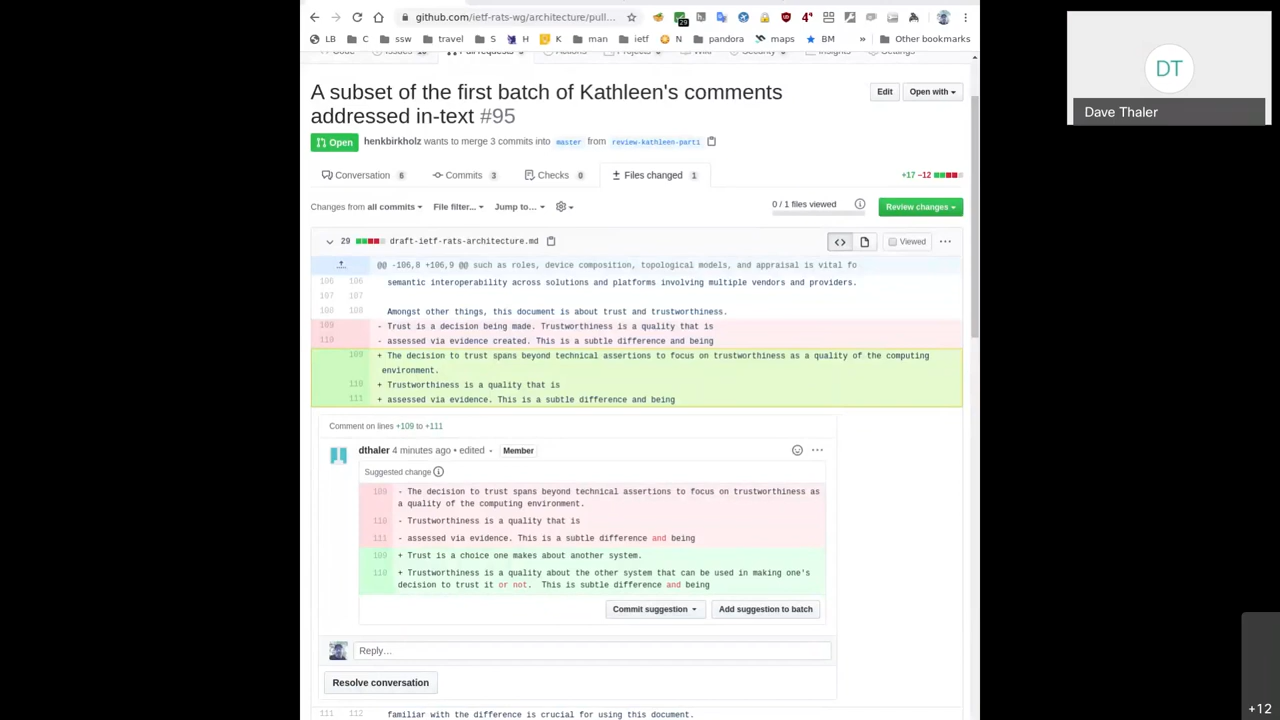 github.com/ietf-rats-wg/architecture/pull...
29
4
LB
C
ssw
travel
S
H
K
man
ietf
N
pandora
maps
BM
»
Other bookmarks
A subset of the first batch of Kathleen's comments
addressed in-text #95
Edit
Open with
Open
henkbirkholz wants to merge 3 commits into master from review-kathleen-part1
Conversation 6
Commits 3
Checks 0
Files changed 1
+17 −12
Changes from all commits
File filter...
Jump to...
0 / 1 files viewed
Review changes
29 draft-ietf-rats-architecture.md
Viewed
@@ -106,8 +106,9 @@ such as roles, device composition, topological models, and appraisal is vital fo
106 106 semantic interoperability across solutions and platforms involving multiple vendors and providers.
107 107
108 108 Amongst other things, this document is about trust and trustworthiness.
109 - Trust is a decision being made. Trustworthiness is a quality that is
110 - assessed via evidence created. This is a subtle difference and being
109 + The decision to trust spans beyond technical assertions to focus on trustworthiness as a quality of the computing
environment.
110 + Trustworthiness is a quality that is
111 + assessed via evidence. This is a subtle difference and being
Comment on lines +109 to +111
dthaler 4 minutes ago • edited Member
Suggested change
109 - The decision to trust spans beyond technical assertions to focus on trustworthiness as
a quality of the computing environment.
110 - Trustworthiness is a quality that is
111 - assessed via evidence. This is a subtle difference and being
109 + Trust is a choice one makes about another system.
110 + Trustworthiness is a quality about the other system that can be used in making one's
decision to trust it or not. This is subtle difference and being
Commit suggestion
Add suggestion to batch
Reply...
Resolve conversation
111 112 familiar with the difference is crucial for using this document.
DT
Dave Thaler
+12